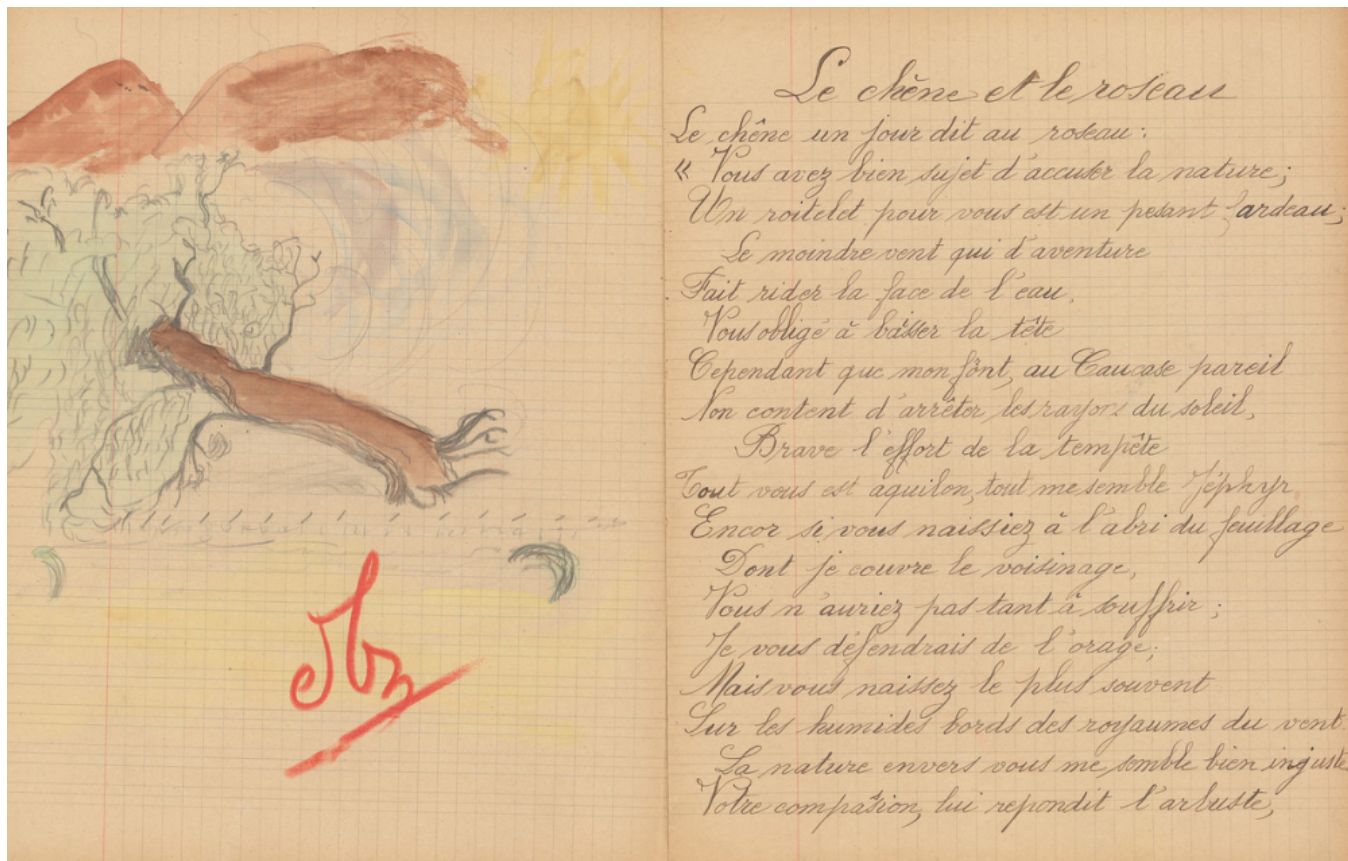 Le chêne et le roseau
Le chêne un jour dit au roseau :
« Vous avez bien sujet d'accuser la nature ;
Un roitelet pour vous est un pesant fardeau ;
Le moindre vent qui d'aventure
Fait rider la face de l'eau,
Vous oblige à baisser la tête
Cependant que mon font, au Caucase pareil
Non content d'arrêter les rayons du soleil,
Brave l'effort de la tempête
Tout vous est aquilon, tout me semble Zéphyr
Encor si vous naissiez à l'abri du feuillage
Dont je couvre le voisinage,
Vous n'auriez pas tant à souffrir ;
Je vous défendrais de l'orage ;
Mais vous naissez le plus souvent
Sur les humides bords des royaumes du vent.
La nature envers vous me semble bien injuste
Votre compassion, lui repondit l'arbuste,